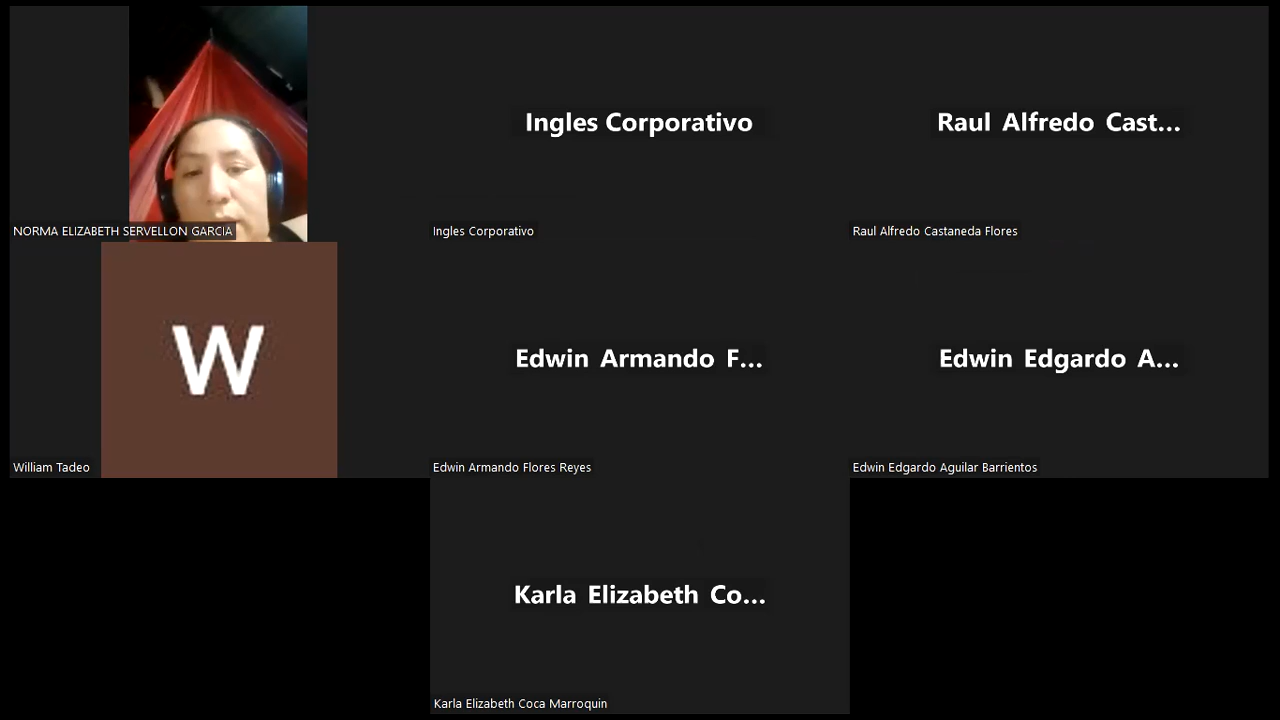 Ingles Corporativo
Raul Alfredo Cast...
NORMA ELIZABETH SERVELLON GARCIA
Ingles Corporativo
Raul Alfredo Castaneda Flores
W
Edwin Armando F...
Edwin Edgardo A...
William Tadeo
Edwin Armando Flores Reyes
Edwin Edgardo Aguilar Barrientos
Karla Elizabeth Co...
Karla Elizabeth Coca Marroquin